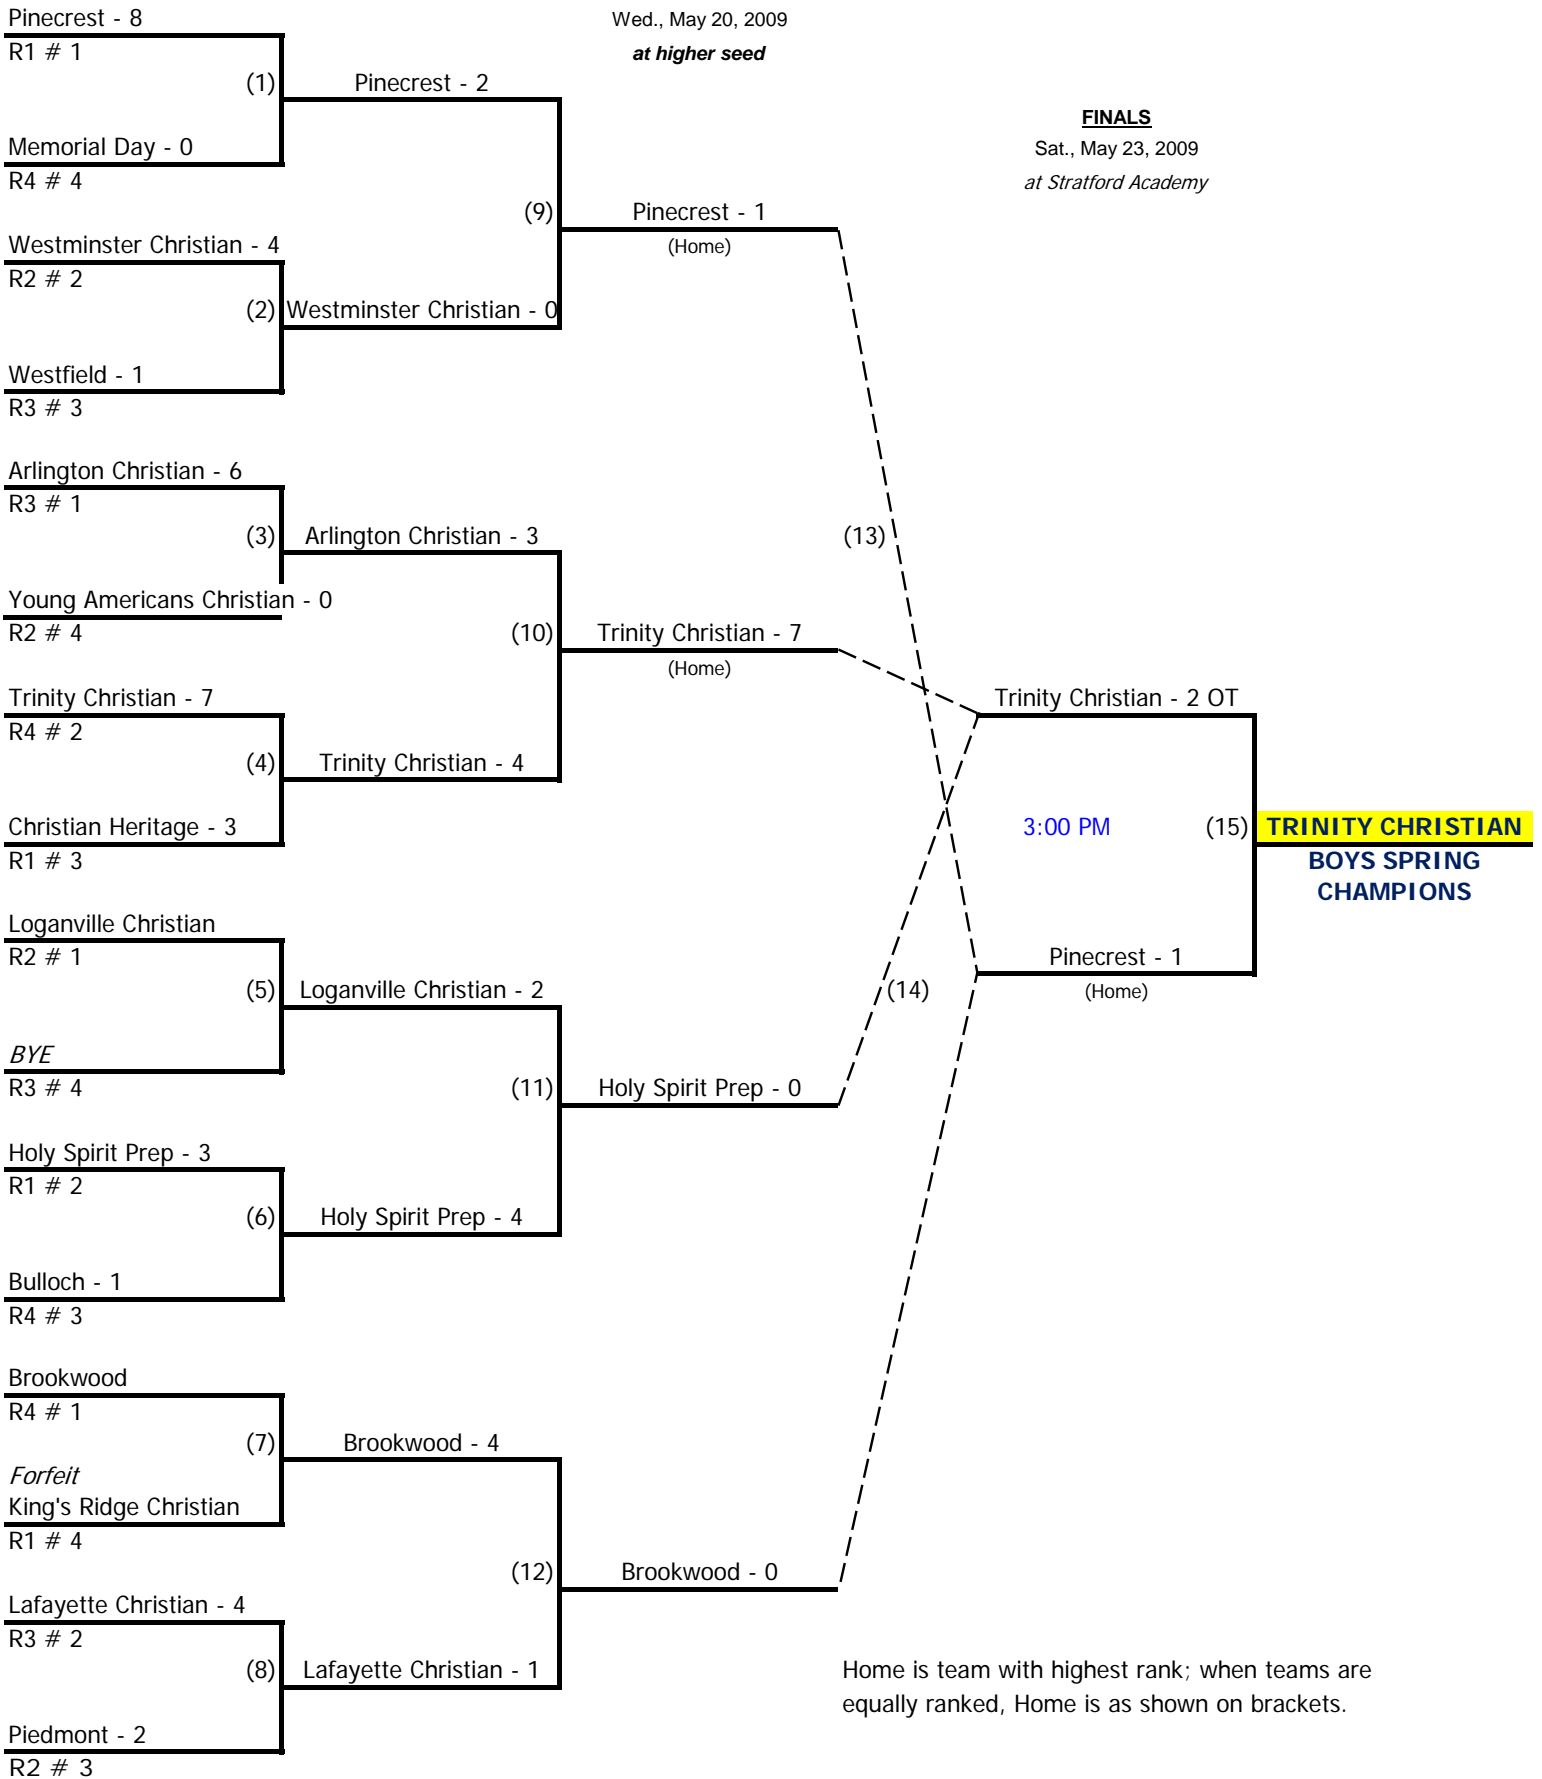 Pinecrest - 8
R1 # 1
(1)
Memorial Day - 0
R4 # 4
Westminster Christian - 4
R2 # 2
(2)
Westfield - 1
R3 # 3
Arlington Christian - 6
R3 # 1
(3)
Young Americans Christian - 0
R2 # 4
Trinity Christian - 7
R4 # 2
(4)
Christian Heritage - 3
R1 # 3
Loganville Christian
R2 # 1
(5)
BYE
R3 # 4
Holy Spirit Prep - 3
R1 # 2
(6)
Bulloch - 1
R4 # 3
Brookwood
R4 # 1
(7)
Forfeit
King's Ridge Christian
R1 # 4
Lafayette Christian - 4
R3 # 2
(8)
Piedmont - 2
R2 # 3
Pinecrest - 2
(9)
Westminster Christian - 0
Arlington Christian - 3
(10)
Trinity Christian - 4
Loganville Christian - 2
(11)
Holy Spirit Prep - 4
Brookwood - 4
(12)
Lafayette Christian - 1
Wed., May 20, 2009
at higher seed
Pinecrest - 1
(Home)
(13)
Trinity Christian - 7
(Home)
(14)
Holy Spirit Prep - 0
Brookwood - 0
FINALS
Sat., May 23, 2009
at Stratford Academy
Trinity Christian - 2 OT
3:00 PM
(15)
Pinecrest - 1
(Home)
TRINITY CHRISTIAN
BOYS SPRING
CHAMPIONS
Home is team with highest rank; when teams are
equally ranked, Home is as shown on brackets.